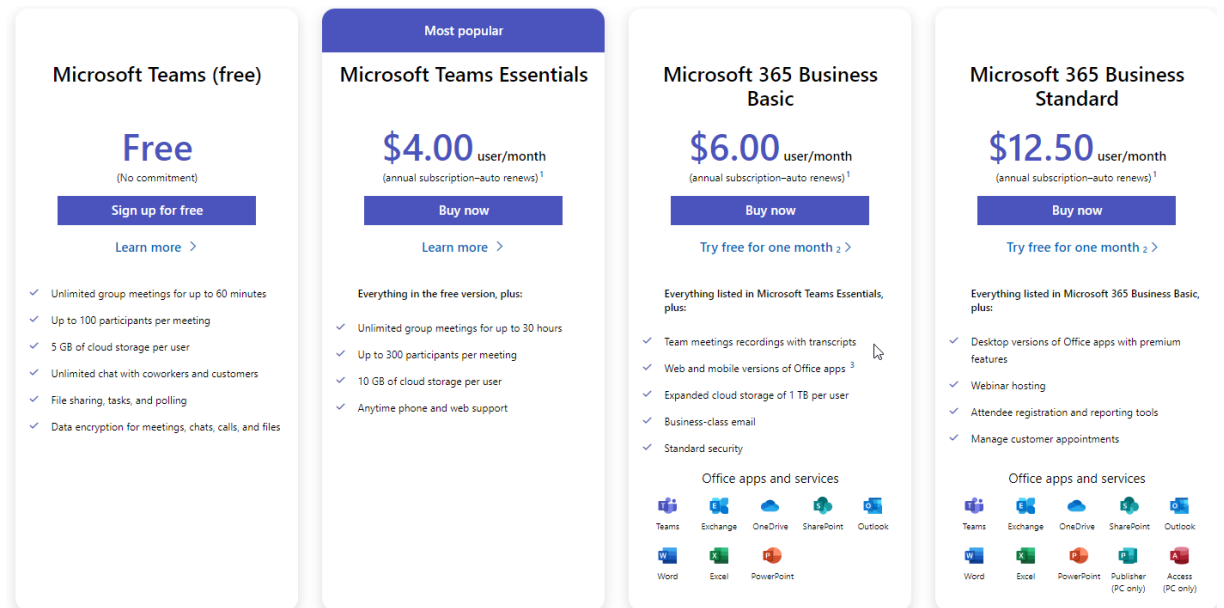 Microsoft Teams (free)
Free
(No commitment)
Sign up for free
Learn more
Unlimited group meetings for up to 60 minutes
Up to 100 participants per meeting
5 GB of cloud storage per user
Unlimited chat with coworkers and customers
File sharing, tasks, and polling
Data encryption for meetings, chats, calls, and files
Most popular
Microsoft Teams Essentials
$4.00 user/month
(annual subscription–auto renews) 1
Buy now
Learn more
Everything in the free version, plus:
Unlimited group meetings for up to 30 hours
Up to 300 participants per meeting
10 GB of cloud storage per user
Anytime phone and web support
Microsoft 365 Business
Basic
$6.00 user/month
(annual subscription–auto renews) 1
Buy now
Try free for one month 2
Everything listed in Microsoft Teams Essentials,
plus:
Team meetings recordings with transcripts
Web and mobile versions of Office apps 3
Expanded cloud storage of 1 TB per user
Business-class email
Standard security
Office apps and services
Teams Exchange OneDrive SharePoint Outlook
Word Excel PowerPoint
Microsoft 365 Business
Standard
$12.50 user/month
(annual subscription–auto renews) 1
Buy now
Try free for one month 2
Everything listed in Microsoft 365 Business Basic,
plus:
Desktop versions of Office apps with premium
features
Webinar hosting
Attendee registration and reporting tools
Manage customer appointments
Office apps and services
Teams Exchange OneDrive SharePoint Outlook
Word Excel PowerPoint Publisher Access
(PC only) (PC only)